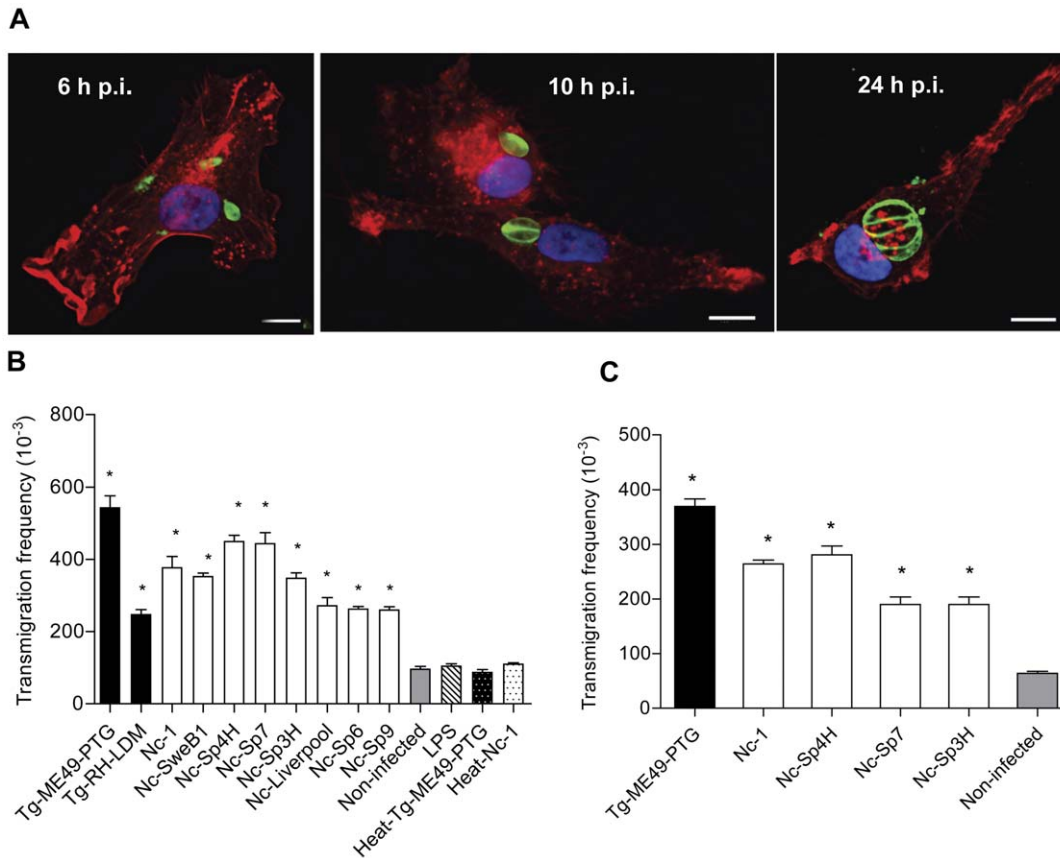 A
6 h p.i.
10 h p.i.
24 h p.i.
B
Transmigration frequency (10⁻³)
800
600
400
200
0
*
*
*
*
*
*
*
*
*
*
Tg-ME49-PTG
Tg-RH-LDM
Nc-1
Nc-SweB1
Nc-Sp4H
Nc-Sp7
Nc-Sp3H
Nc-Liverpool
Nc-Sp6
Nc-Sp9
Non-infected
LPS
Heat-Tg-ME49-PTG
Heat-Nc-1
C
Transmigration frequency (10⁻³)
500
400
300
200
100
0
*
*
*
*
*
Tg-ME49-PTG
Nc-1
Nc-Sp4H
Nc-Sp7
Nc-Sp3H
Non-infected